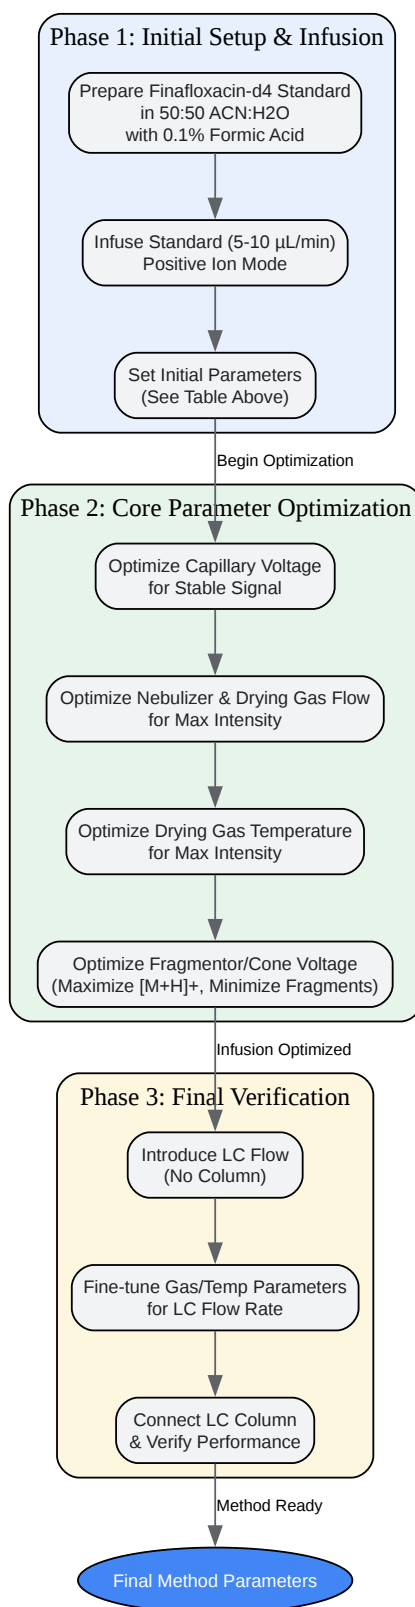 Phase 1: Initial Setup & Infusion
Prepare Finafloxacin-d4 Standard
in 50:50 ACN:H2O
with 0.1% Formic Acid
Infuse Standard (5-10 µL/min)
Positive Ion Mode
Set Initial Parameters
(See Table Above)
Begin Optimization
Phase 2: Core Parameter Optimization
Optimize Capillary Voltage
for Stable Signal
Optimize Nebulizer & Drying Gas Flow
for Max Intensity
Optimize Drying Gas Temperature
for Max Intensity
Optimize Fragmentor/Cone Voltage
(Maximize [M+H]+, Minimize Fragments)
Infusion Optimized
Phase 3: Final Verification
Introduce LC Flow
(No Column)
Fine-tune Gas/Temp Parameters
for LC Flow Rate
Connect LC Column
& Verify Performance
Method Ready
Final Method Parameters